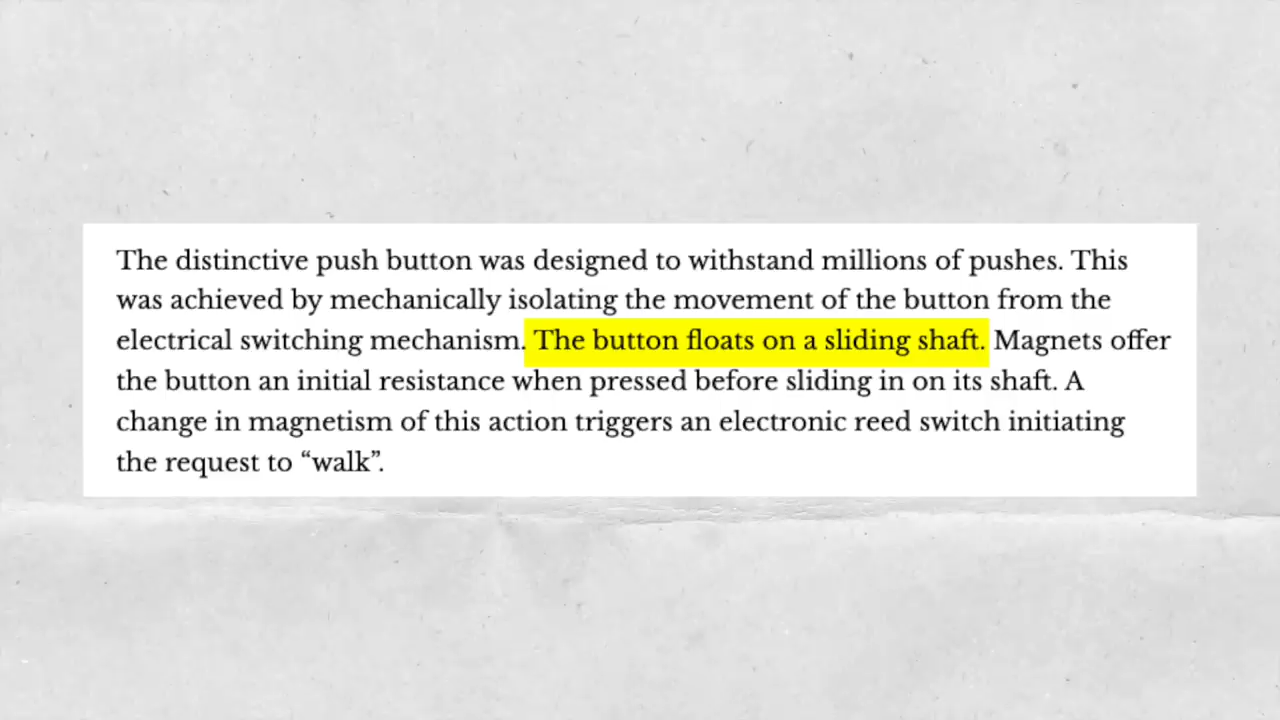 The distinctive push button was designed to withstand millions of pushes. This
was achieved by mechanically isolating the movement of the button from the
electrical switching mechanism. The button floats on a sliding shaft. Magnets offer
the button an initial resistance when pressed before sliding in on its shaft. A
change in magnetism of this action triggers an electronic reed switch initiating
the request to “walk”.